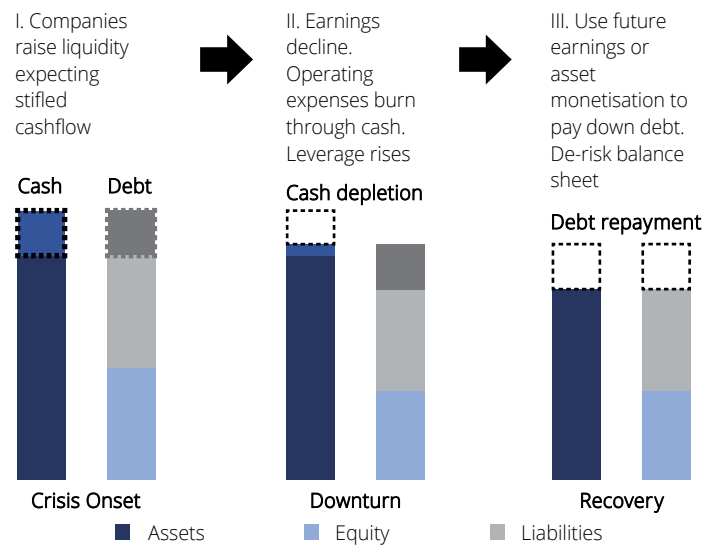 I. Companies
raise liquidity
expecting
stifled
cashflow
II. Earnings
decline.
Operating
expenses burn
through cash.
Leverage rises
III. Use future
earnings or
asset
monetisation to
pay down debt.
De-risk balance
sheet
Cash
Debt
Cash depletion
Debt repayment
Crisis Onset
Downturn
Recovery
Assets
Equity
Liabilities